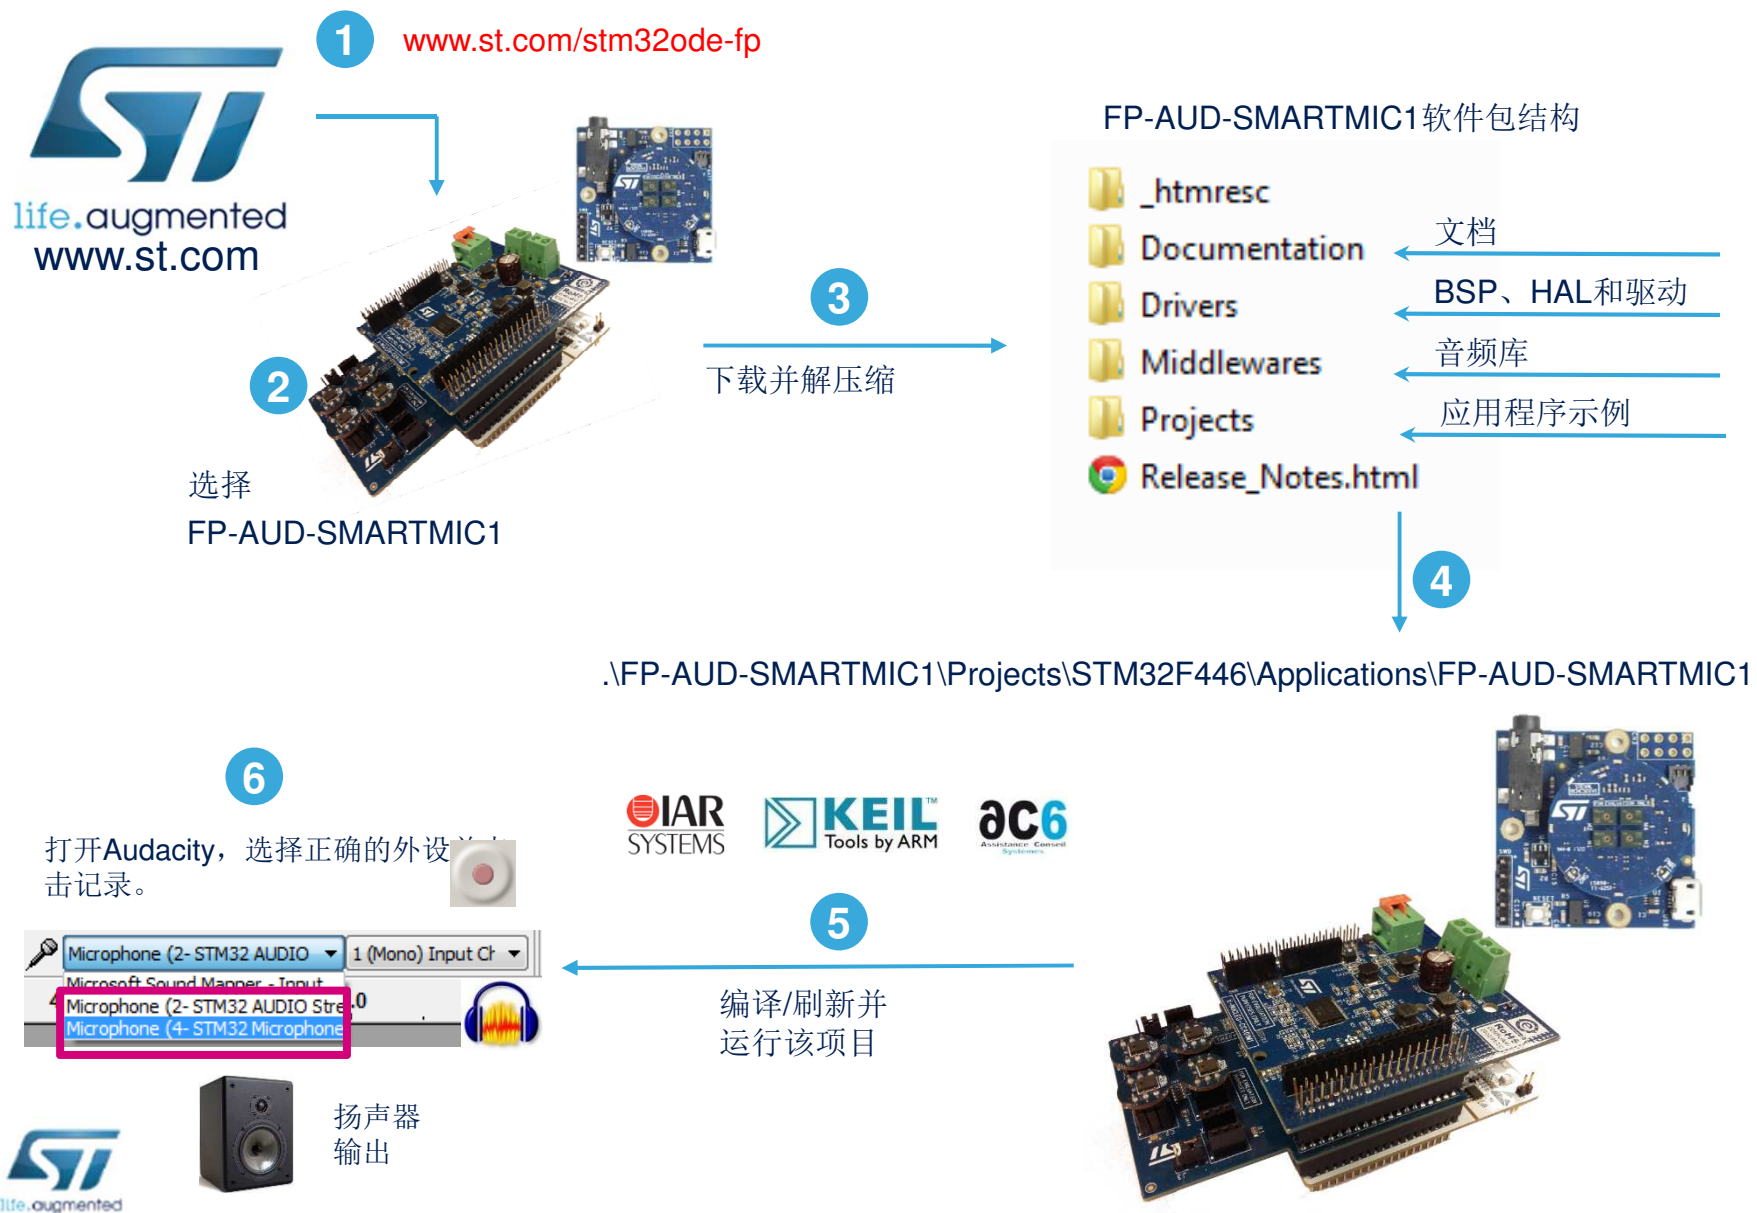 1
www.st.com/stm32ode-fp
life.augmented
www.st.com
2
选择
FP-AUD-SMARTMIC1
3
下载并解压缩
FP-AUD-SMARTMIC1软件包结构
_htmresc
Documentation
文档
Drivers
BSP、HAL和驱动
Middlewares
音频库
Projects
应用程序示例
Release_Notes.html
4
.\FP-AUD-SMARTMIC1\Projects\STM32F446\Applications\FP-AUD-SMARTMIC1
IAR
SYSTEMS
KEIL™
Tools by ARM
ac6
Assistance Conseil
Systemes
5
编译/刷新并
运行该项目
6
打开Audacity，选择正确的外设
击记录。
Microphone (2- STM32 AUDIO
1 (Mono) Input Ch
Microsoft Sound Mapper - Input
Microphone (2- STM32 AUDIO Stre
.0
Microphone (4- STM32 Microphone
扬声器
输出
life.augmented